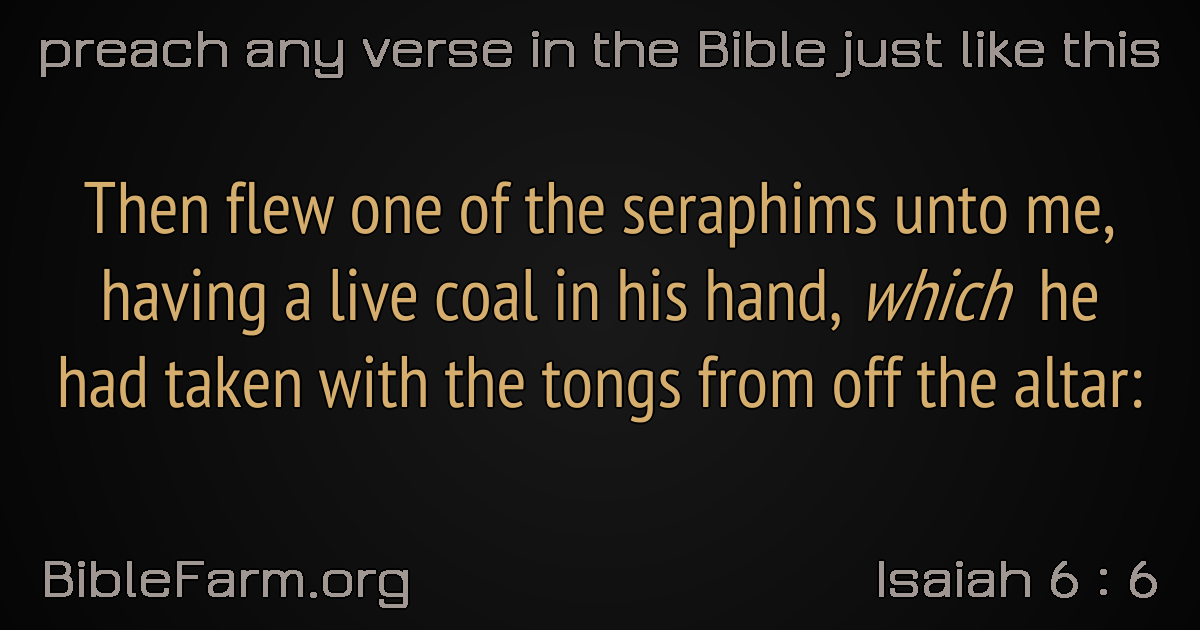 preach any verse in the Bible just like this
Then flew one of the seraphims unto me,
having a live coal in his hand, which he
had taken with the tongs from off the altar:
BibleFarm.org
Isaiah 6 : 6